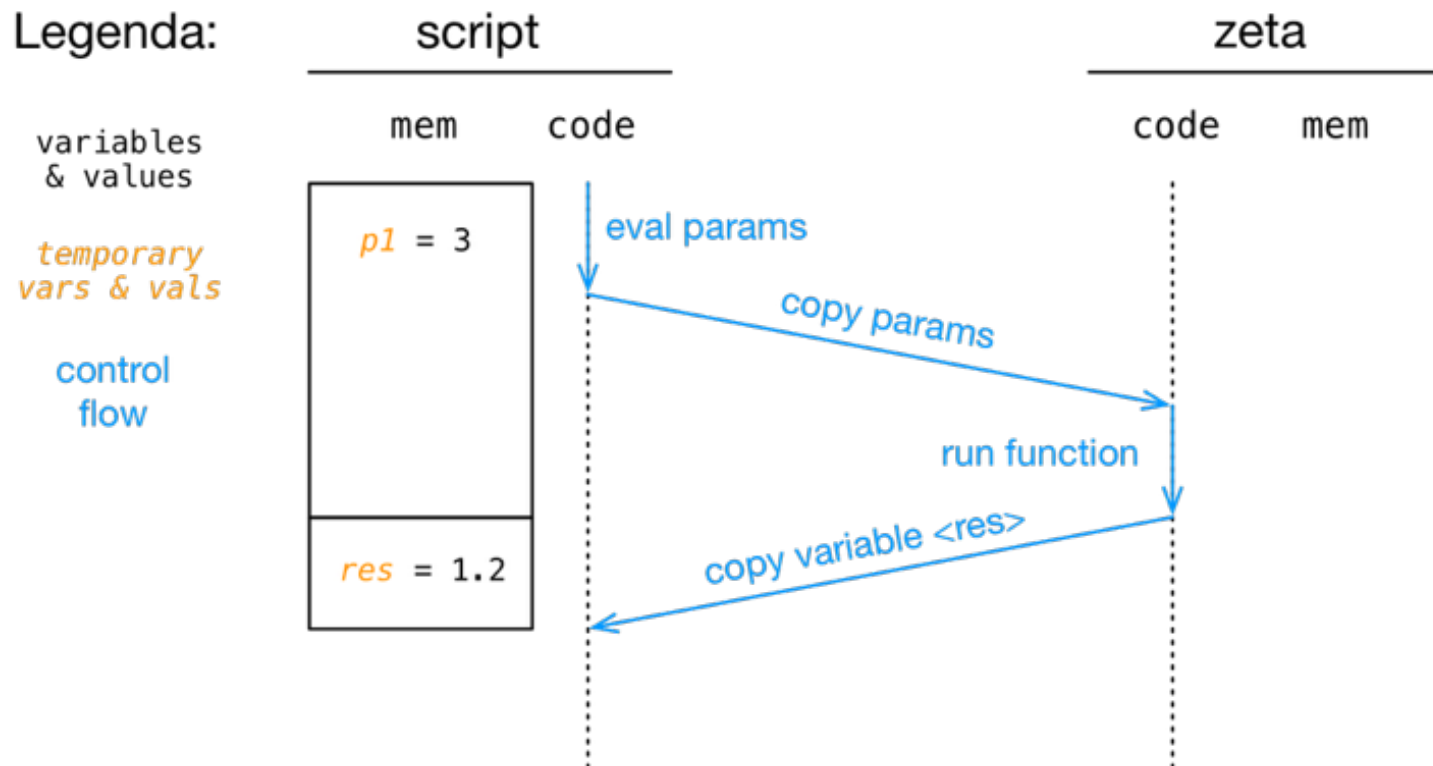 Legenda:
script
zeta
mem
code
code
mem
variables
& values
p1 = 3
eval params
temporary
vars & vals
copy params
control
flow
run function
copy variable <res>
res = 1.2